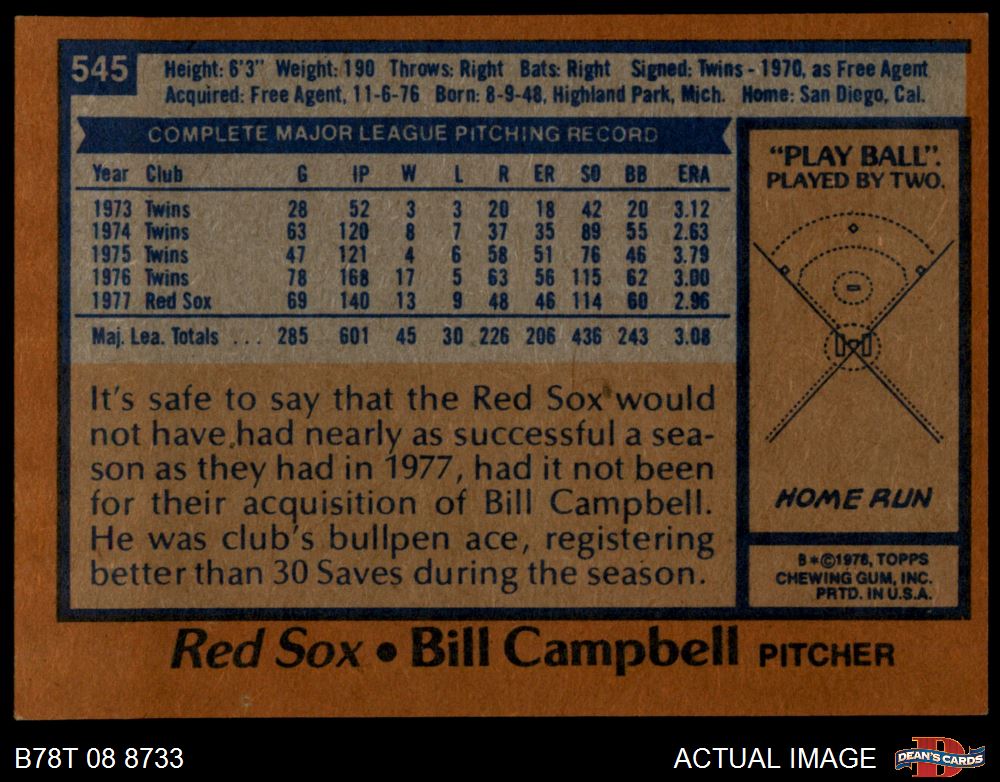 545
Height: 6'3" Weight: 190 Throws: Right Bats: Right Signed: Twins - 1970, as Free Agent
Acquired: Free Agent, 11-6-76 Born: 8-9-48, Highland Park, Mich. Home: San Diego, Cal.
COMPLETE MAJOR LEAGUE PITCHING RECORD
Year Club G IP W L R ER SO BB ERA
1973 Twins 28 52 3 3 20 18 42 20 3.12
1974 Twins 63 120 8 7 37 35 89 55 2.63
1975 Twins 47 121 4 6 58 51 76 46 3.79
1976 Twins 78 168 17 5 63 56 115 62 3.00
1977 Red Sox 69 140 13 9 48 46 114 60 2.96
Maj. Lea. Totals ... 285 601 45 30 226 206 436 243 3.08
It's safe to say that the Red Sox would
not have had nearly as successful a sea-
son as they had in 1977, had it not been
for their acquisition of Bill Campbell.
He was club's bullpen ace, registering
better than 30 Saves during the season.
"PLAY BALL".
PLAYED BY TWO.
HOME RUN
B*©1978, TOPPS
CHEWING GUM, INC.
PRTD. IN U.S.A.
Red Sox • Bill Campbell PITCHER
B78T 08 8733
ACTUAL IMAGE
D
DEAN'S CARDS